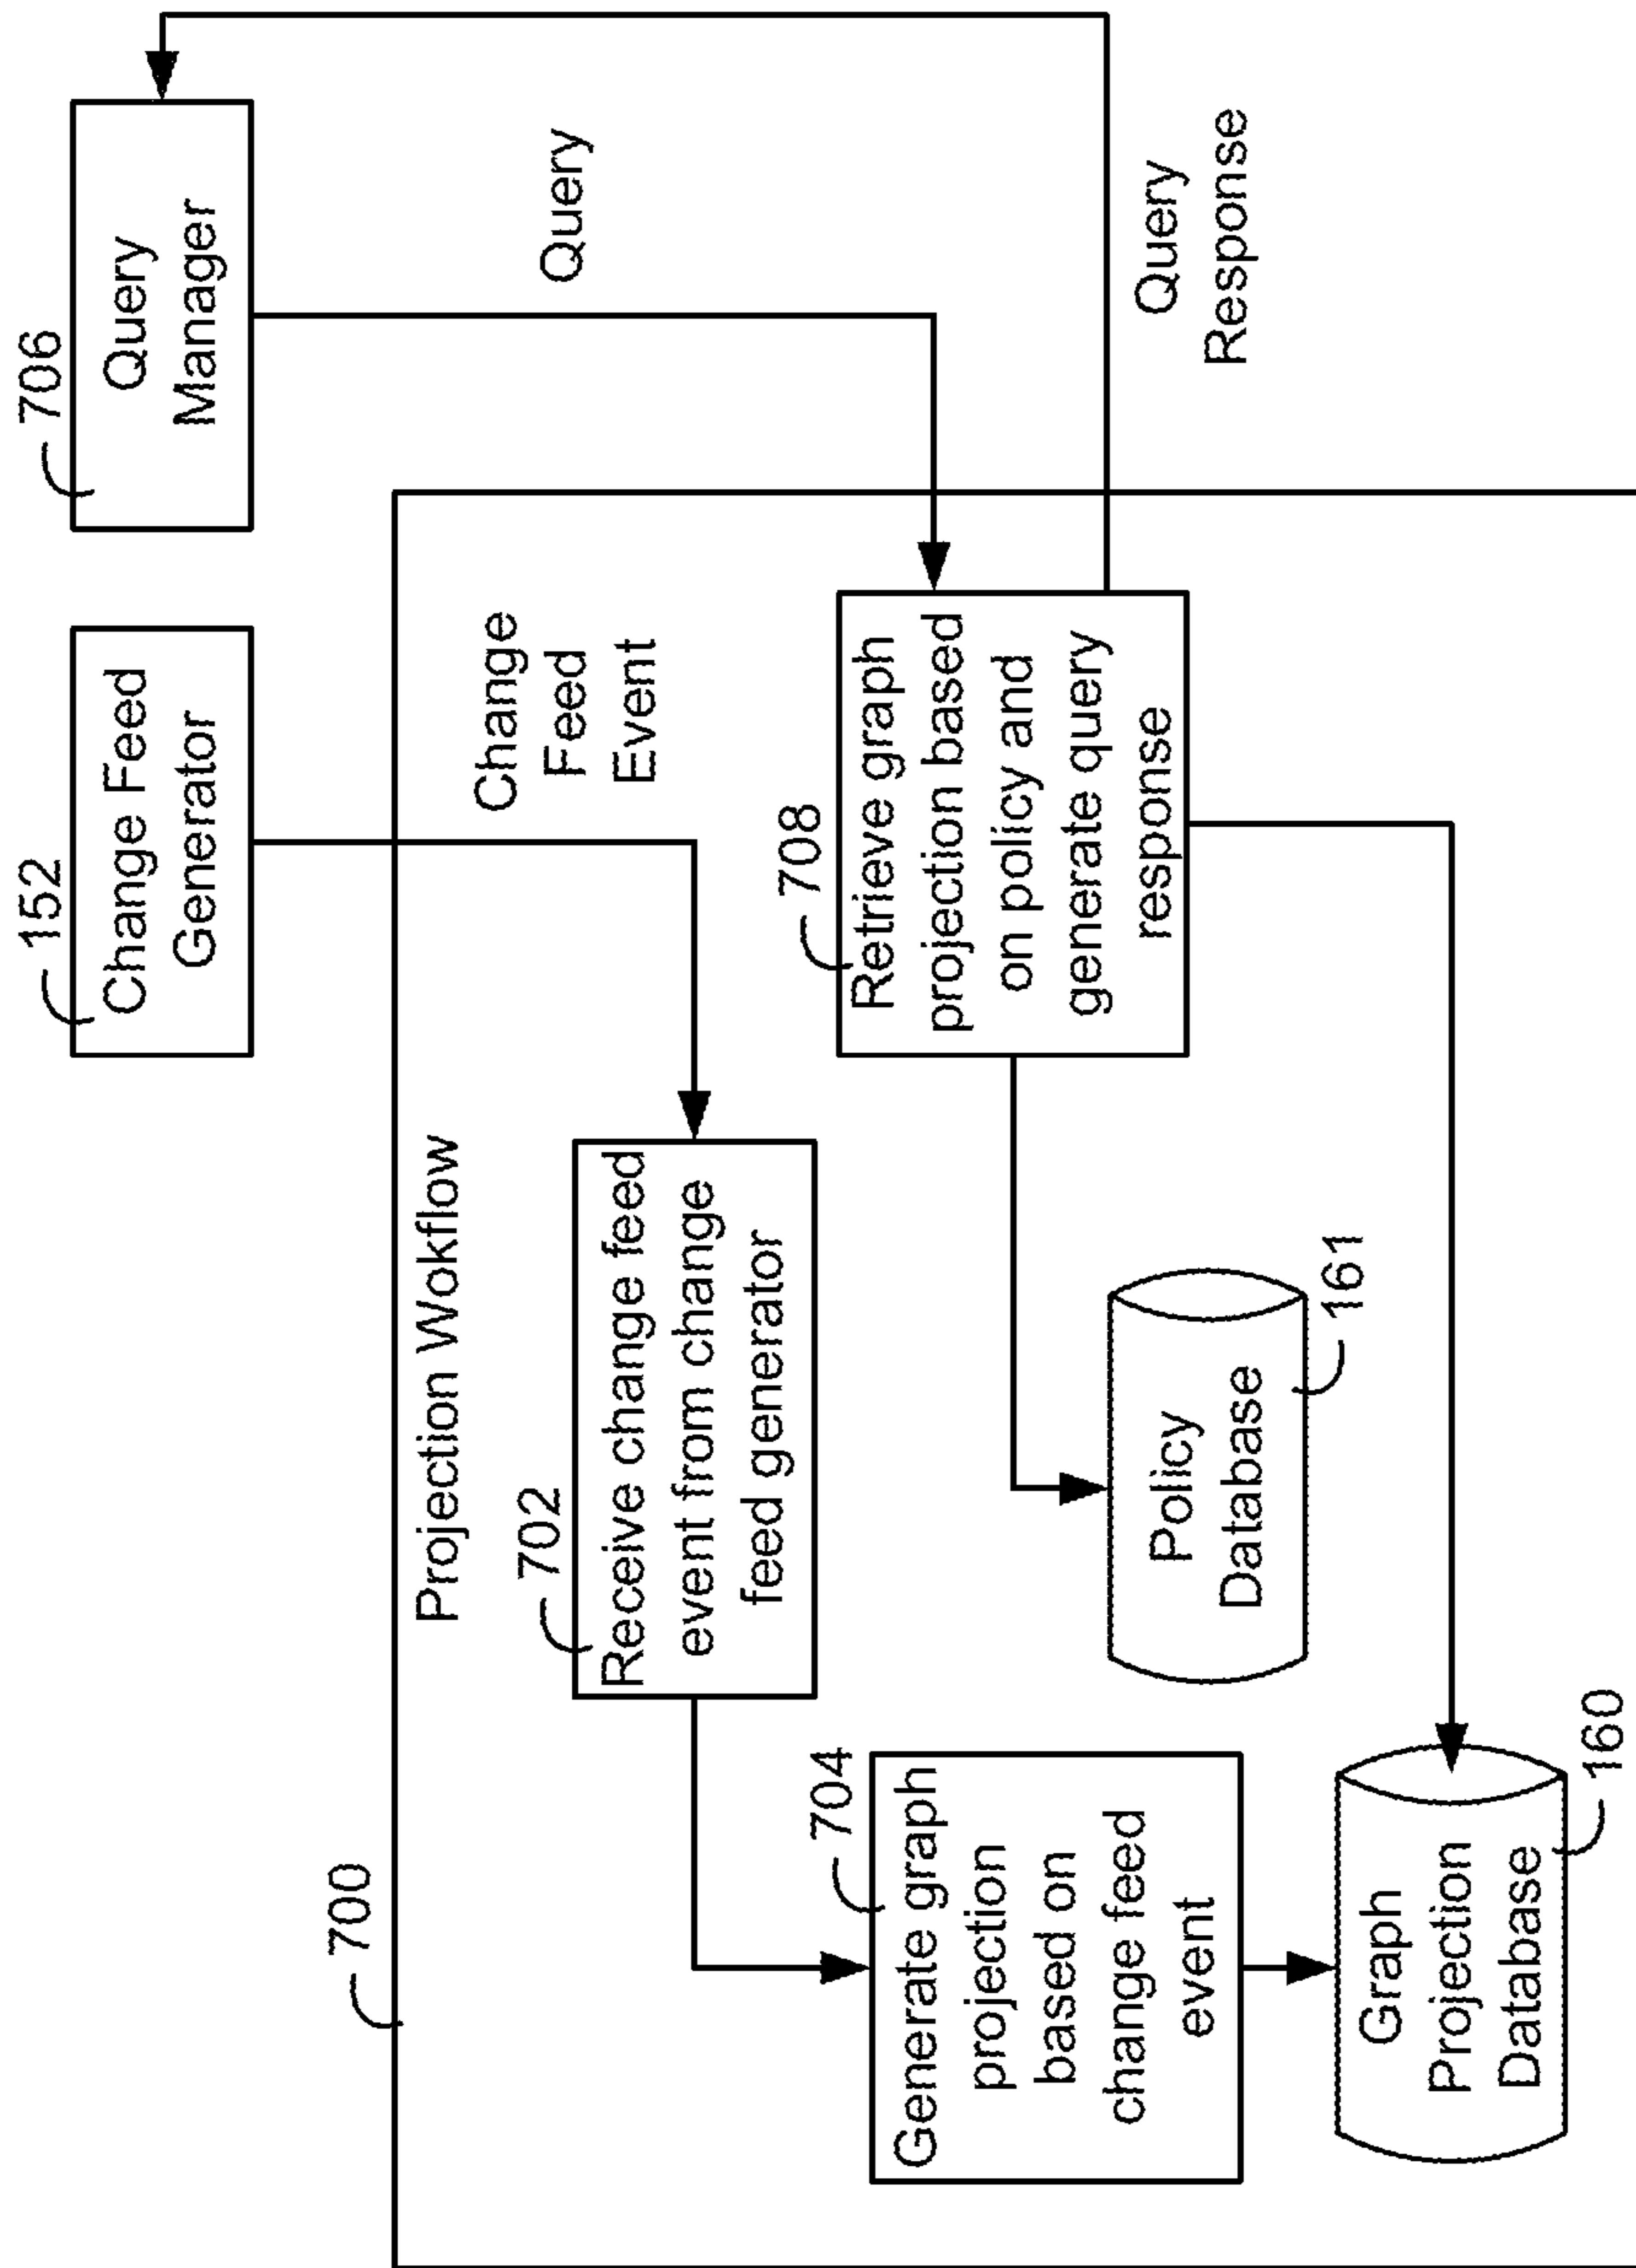 152
Change Feed
Generator
706
Query
Manager
700
Projection Wokflow
Change
Feed
Event
Query
702
Receive change feed
event from change
feed generator
704
Generate graph
projection
based on
change feed
event
708
Retrieve graph
projection based
on policy and
generate query
response
Query
Response
Policy
Database
161
Graph
Projection
Database
160